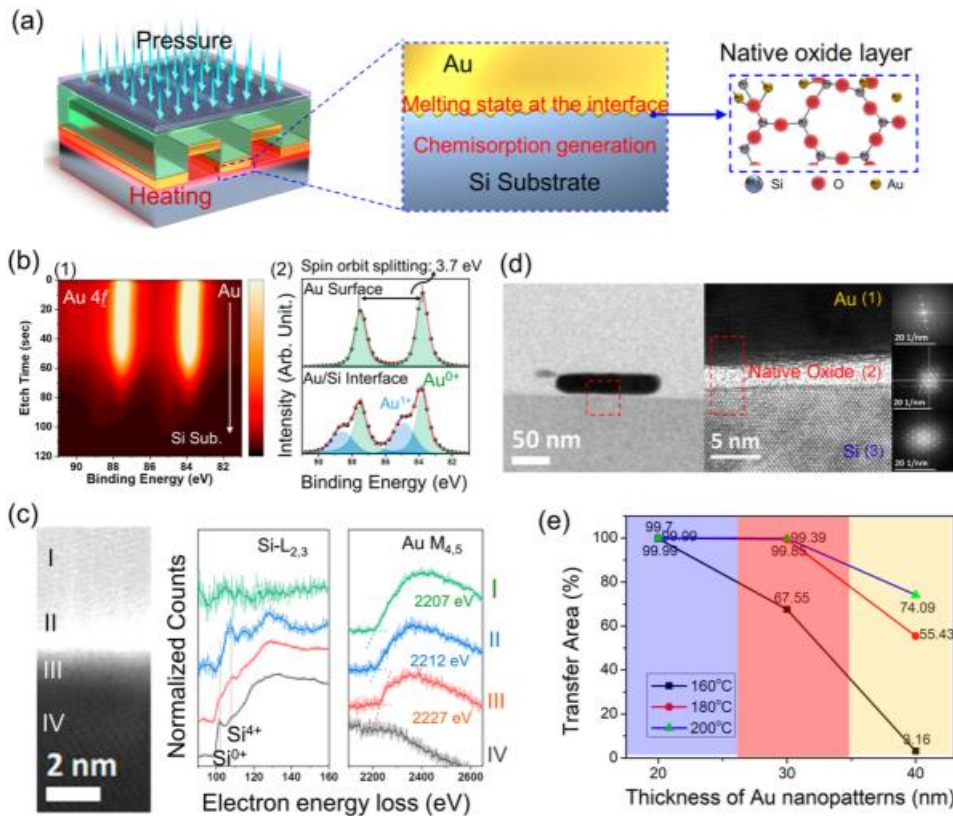 (a)
Pressure
Heating
Au
Melting state at the interface
Chemisorption generation
Si Substrate
Native oxide layer
Si O Au
(b)
(1)
Au 4f
Au
Si Sub.
Etch Time (sec)
0
20
40
60
80
100
120
90 88 86 84 82
Binding Energy (eV)
(2)
Spin orbit splitting: 3.7 eV
Au Surface
Au/Si Interface
Au0+
Au1+
Intensity (Arb. Unit.)
90 88 86 84 82
Binding Energy (eV)
(c)
I
II
III
IV
2 nm
Normalized Counts
Si-L2,3
Si4+
Si0+
100 120 140 160
Au M4,5
I
2207 eV
II
2212 eV
III
2227 eV
IV
2200 2400 2600
Electron energy loss (eV)
(d)
50 nm
Au (1)
Native Oxide (2)
Si (3)
5 nm
20 1/nm
20 1/nm
20 1/nm
(e)
Transfer Area (%)
100
80
60
40
20
0
99.7
99.99
99.99
99.39
99.85
67.55
74.09
55.43
3.16
160°C
180°C
200°C
20 30 40
Thickness of Au nanopatterns (nm)